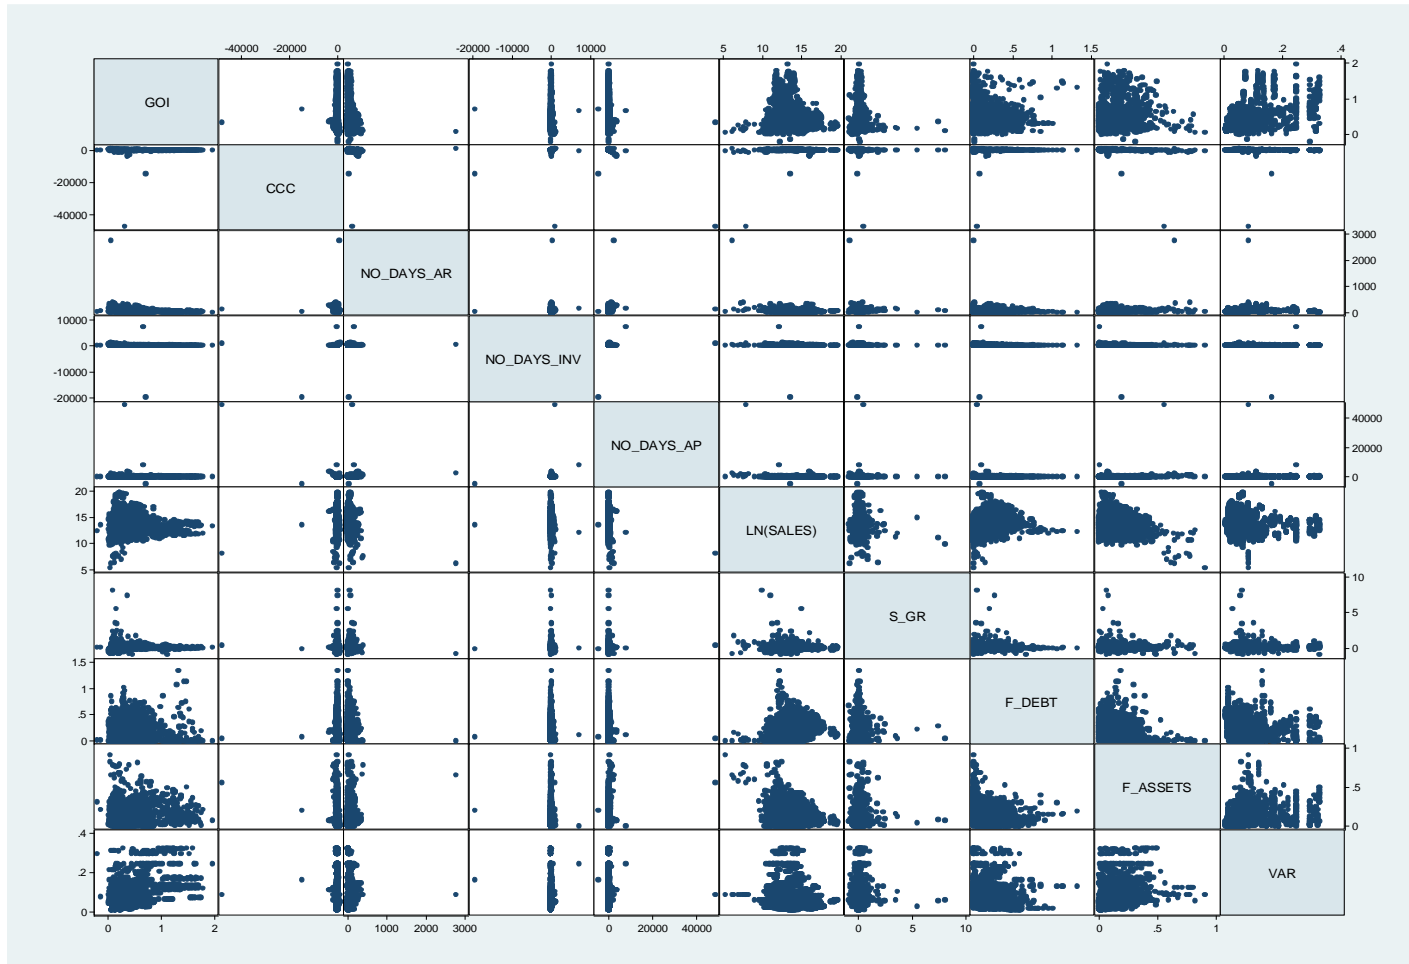 -40000 -20000 0 -20000 -10000 0 10000 5 10 15 20 0 .5 1 1.5 0 .2 .4
GOI 2 1 0
0 -20000 -40000 CCC
NO_DAYS_AR 3000 2000 1000 0
10000 0 -10000 -20000 NO_DAYS_INV
NO_DAYS_AP 40000 20000 0
20 15 10 5 LN(SALES)
S_GR 10 5 0
1.5 1 .5 0 F_DEBT
F_ASSETS 1 .5 0
.4 .2 0 VAR
0 1 2 0 1000 2000 3000 0 20000 40000 0 5 10 0 .5 1